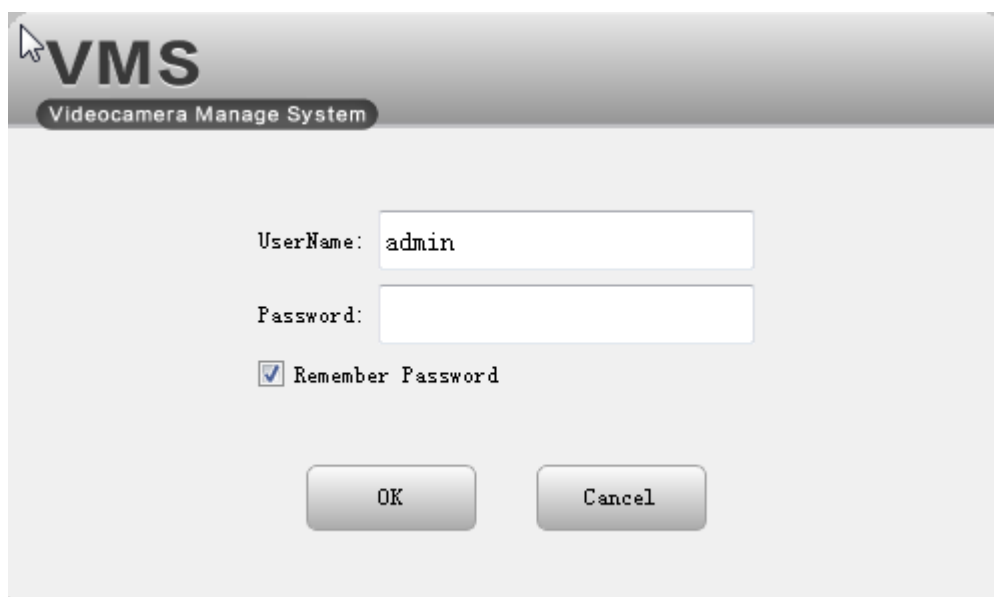 VMS
Videocamera Manage System
UserName: admin
Password:
Remember Password
OK Cancel